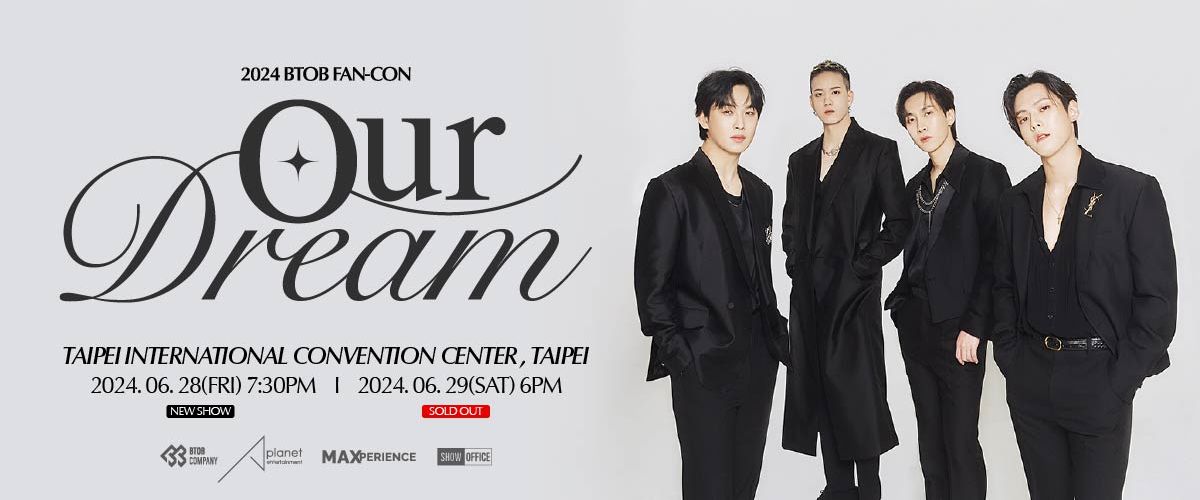 2024 BTOB FAN-CON
Our
Dream
TAIPEI INTERNATIONAL CONVENTION CENTER , TAIPEI
2024. 06. 28(FRI) 7:30PM | 2024. 06. 29(SAT) 6PM
NEW SHOW SOLD OUT
BTOB COMPANY planet entertainment MAXPERIENCE SHOW OFFICE